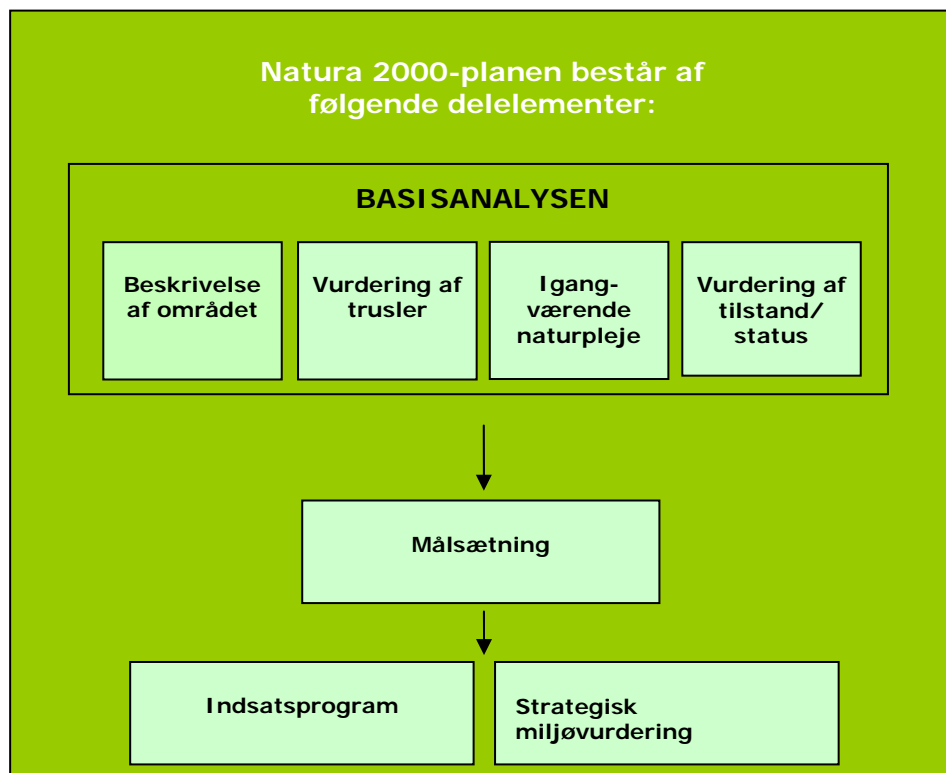 Natura 2000-planen består af
følgende delelementer:
BASISANALYSEN
Beskrivelse
af området
Vurdering af
trusler
Igang-
værende
naturpleje
Vurdering af
tilstand/
status
Målsætning
Indsatsprogram
Strategisk
miljøvurdering